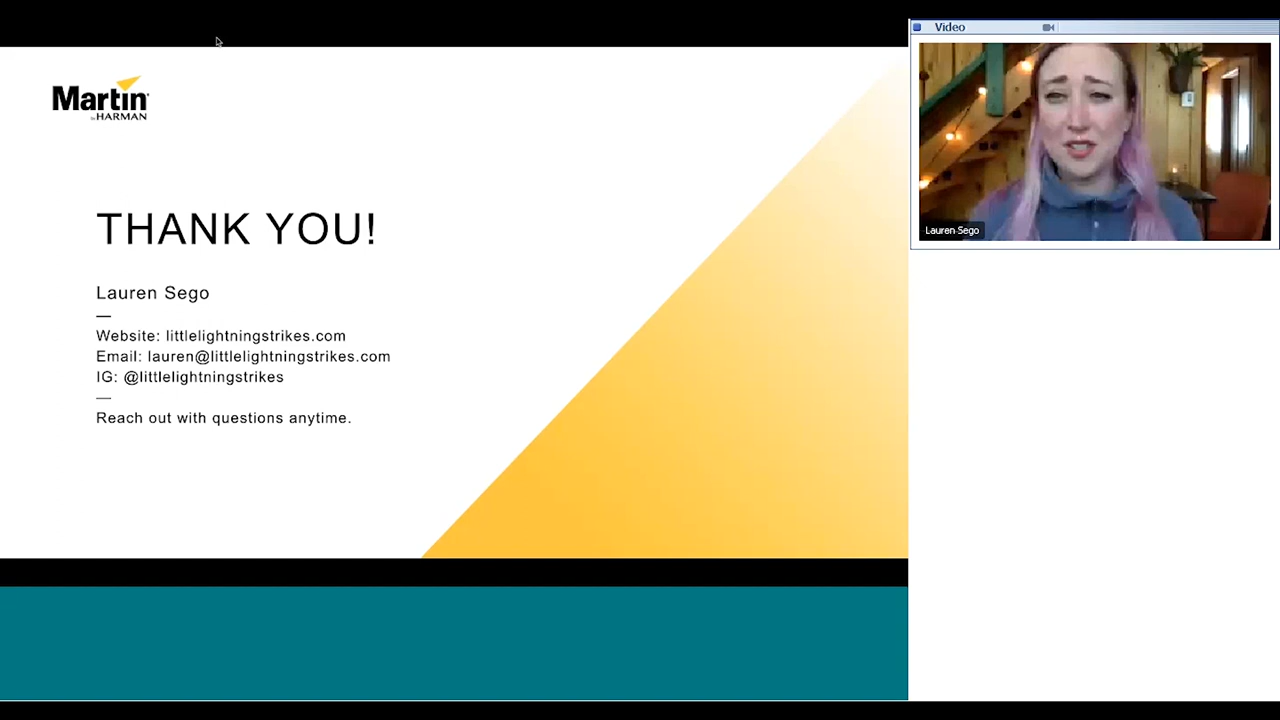 Martin
by HARMAN
THANK YOU!
Lauren Sego
—
Website: littlelightningstrikes.com
Email: lauren@littlelightningstrikes.com
IG: @littlelightningstrikes
—
Reach out with questions anytime.
Video
Lauren Sego